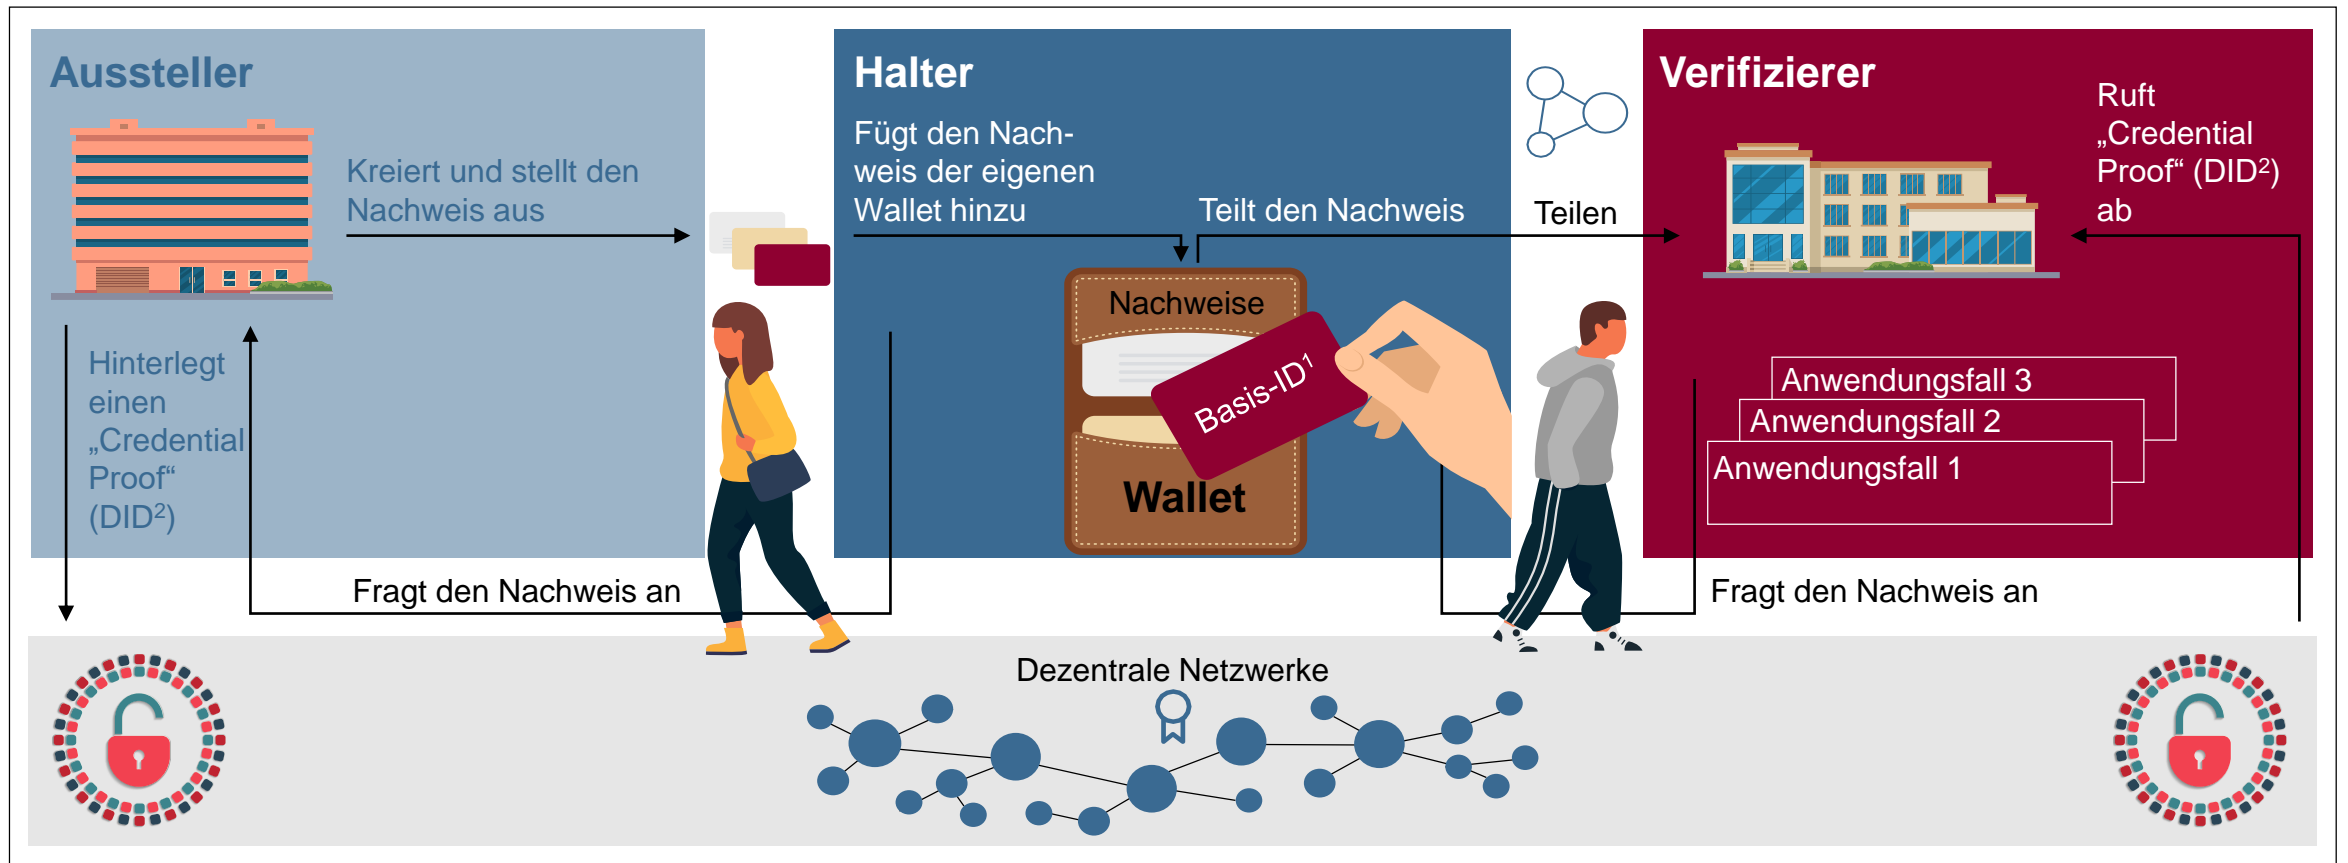 Aussteller
Kreiert und stellt den
Nachweis aus
Hinterlegt
einen
„Credential
Proof“
(DID²)
Fragt den Nachweis an
Halter
Fügt den Nach-
weis der eigenen
Wallet hinzu
Teilt den Nachweis
Teilen
Nachweise
Basis-ID¹
Wallet
Verifizierer
Ruft
„Credential
Proof“ (DID²)
ab
Anwendungsfall 3
Anwendungsfall 2
Anwendungsfall 1
Fragt den Nachweis an
Dezentrale Netzwerke